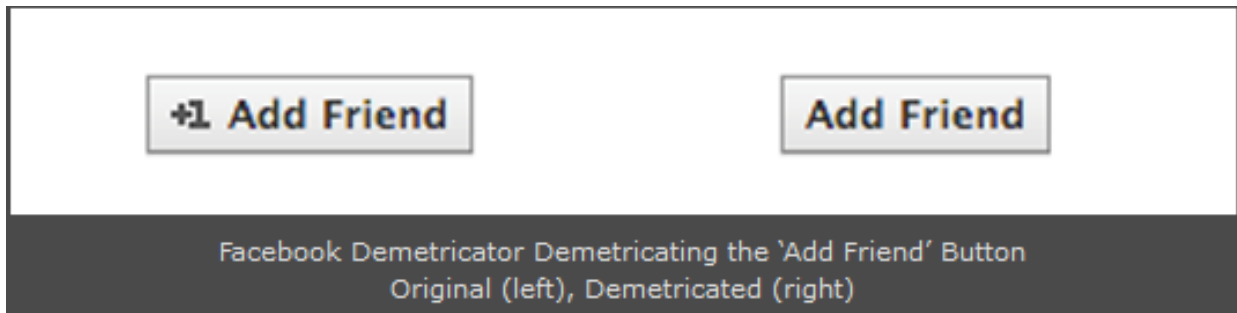 +1 Add Friend
Add Friend
Facebook Demetricator Demetricating the ‘Add Friend’ Button
Original (left), Demetricated (right)